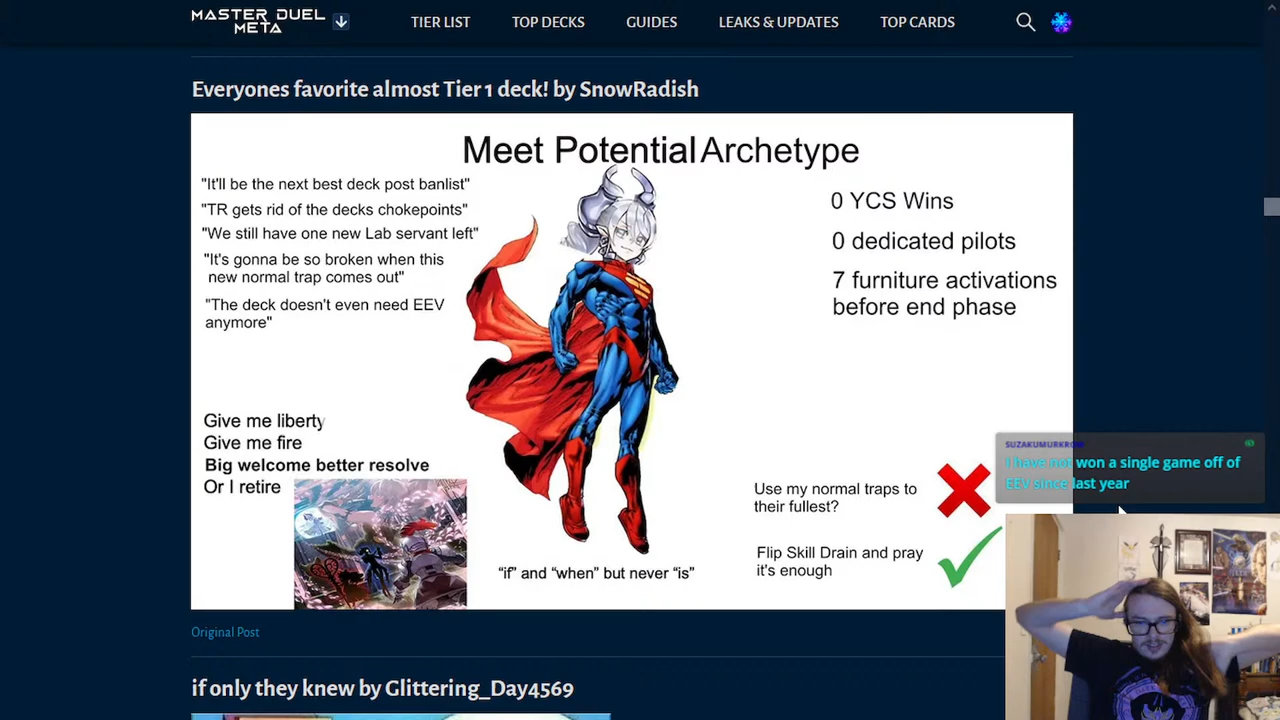 MASTER DUEL
META
TIER LIST
TOP DECKS
GUIDES
LEAKS & UPDATES
TOP CARDS
Everyones favorite almost Tier 1 deck! by SnowRadish
Meet Potential Archetype
"It'll be the next best deck post banlist"
"TR gets rid of the decks chokepoints"
"We still have one new Lab servant left"
"It's gonna be so broken when this
new normal trap comes out"
"The deck doesn't even need EEV
anymore"
0 YCS Wins
0 dedicated pilots
7 furniture activations
before end phase
Give me liberty
Give me fire
Big welcome better resolve
Or I retire
"if" and "when" but never "is"
Use my normal traps to
their fullest?
Flip Skill Drain and pray
it's enough
SUZAKUMURKROW
I have not won a single game off of
EEV since last year
Original Post
if only they knew by Glittering_Day4569